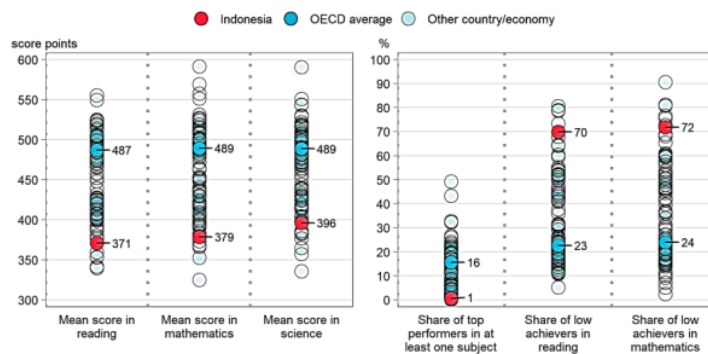 Indonesia OECD average Other country/economy
score points
600
550
500
450
400
350
300
487
371
489
379
489
396
Mean score in
reading
Mean score in
mathematics
Mean score in
science
%
100
90
80
70
60
50
40
30
20
10
0
16
1
70
23
72
24
Share of top
performers in at
least one subject
Share of low
achievers in
reading
Share of low
achievers in
mathematics